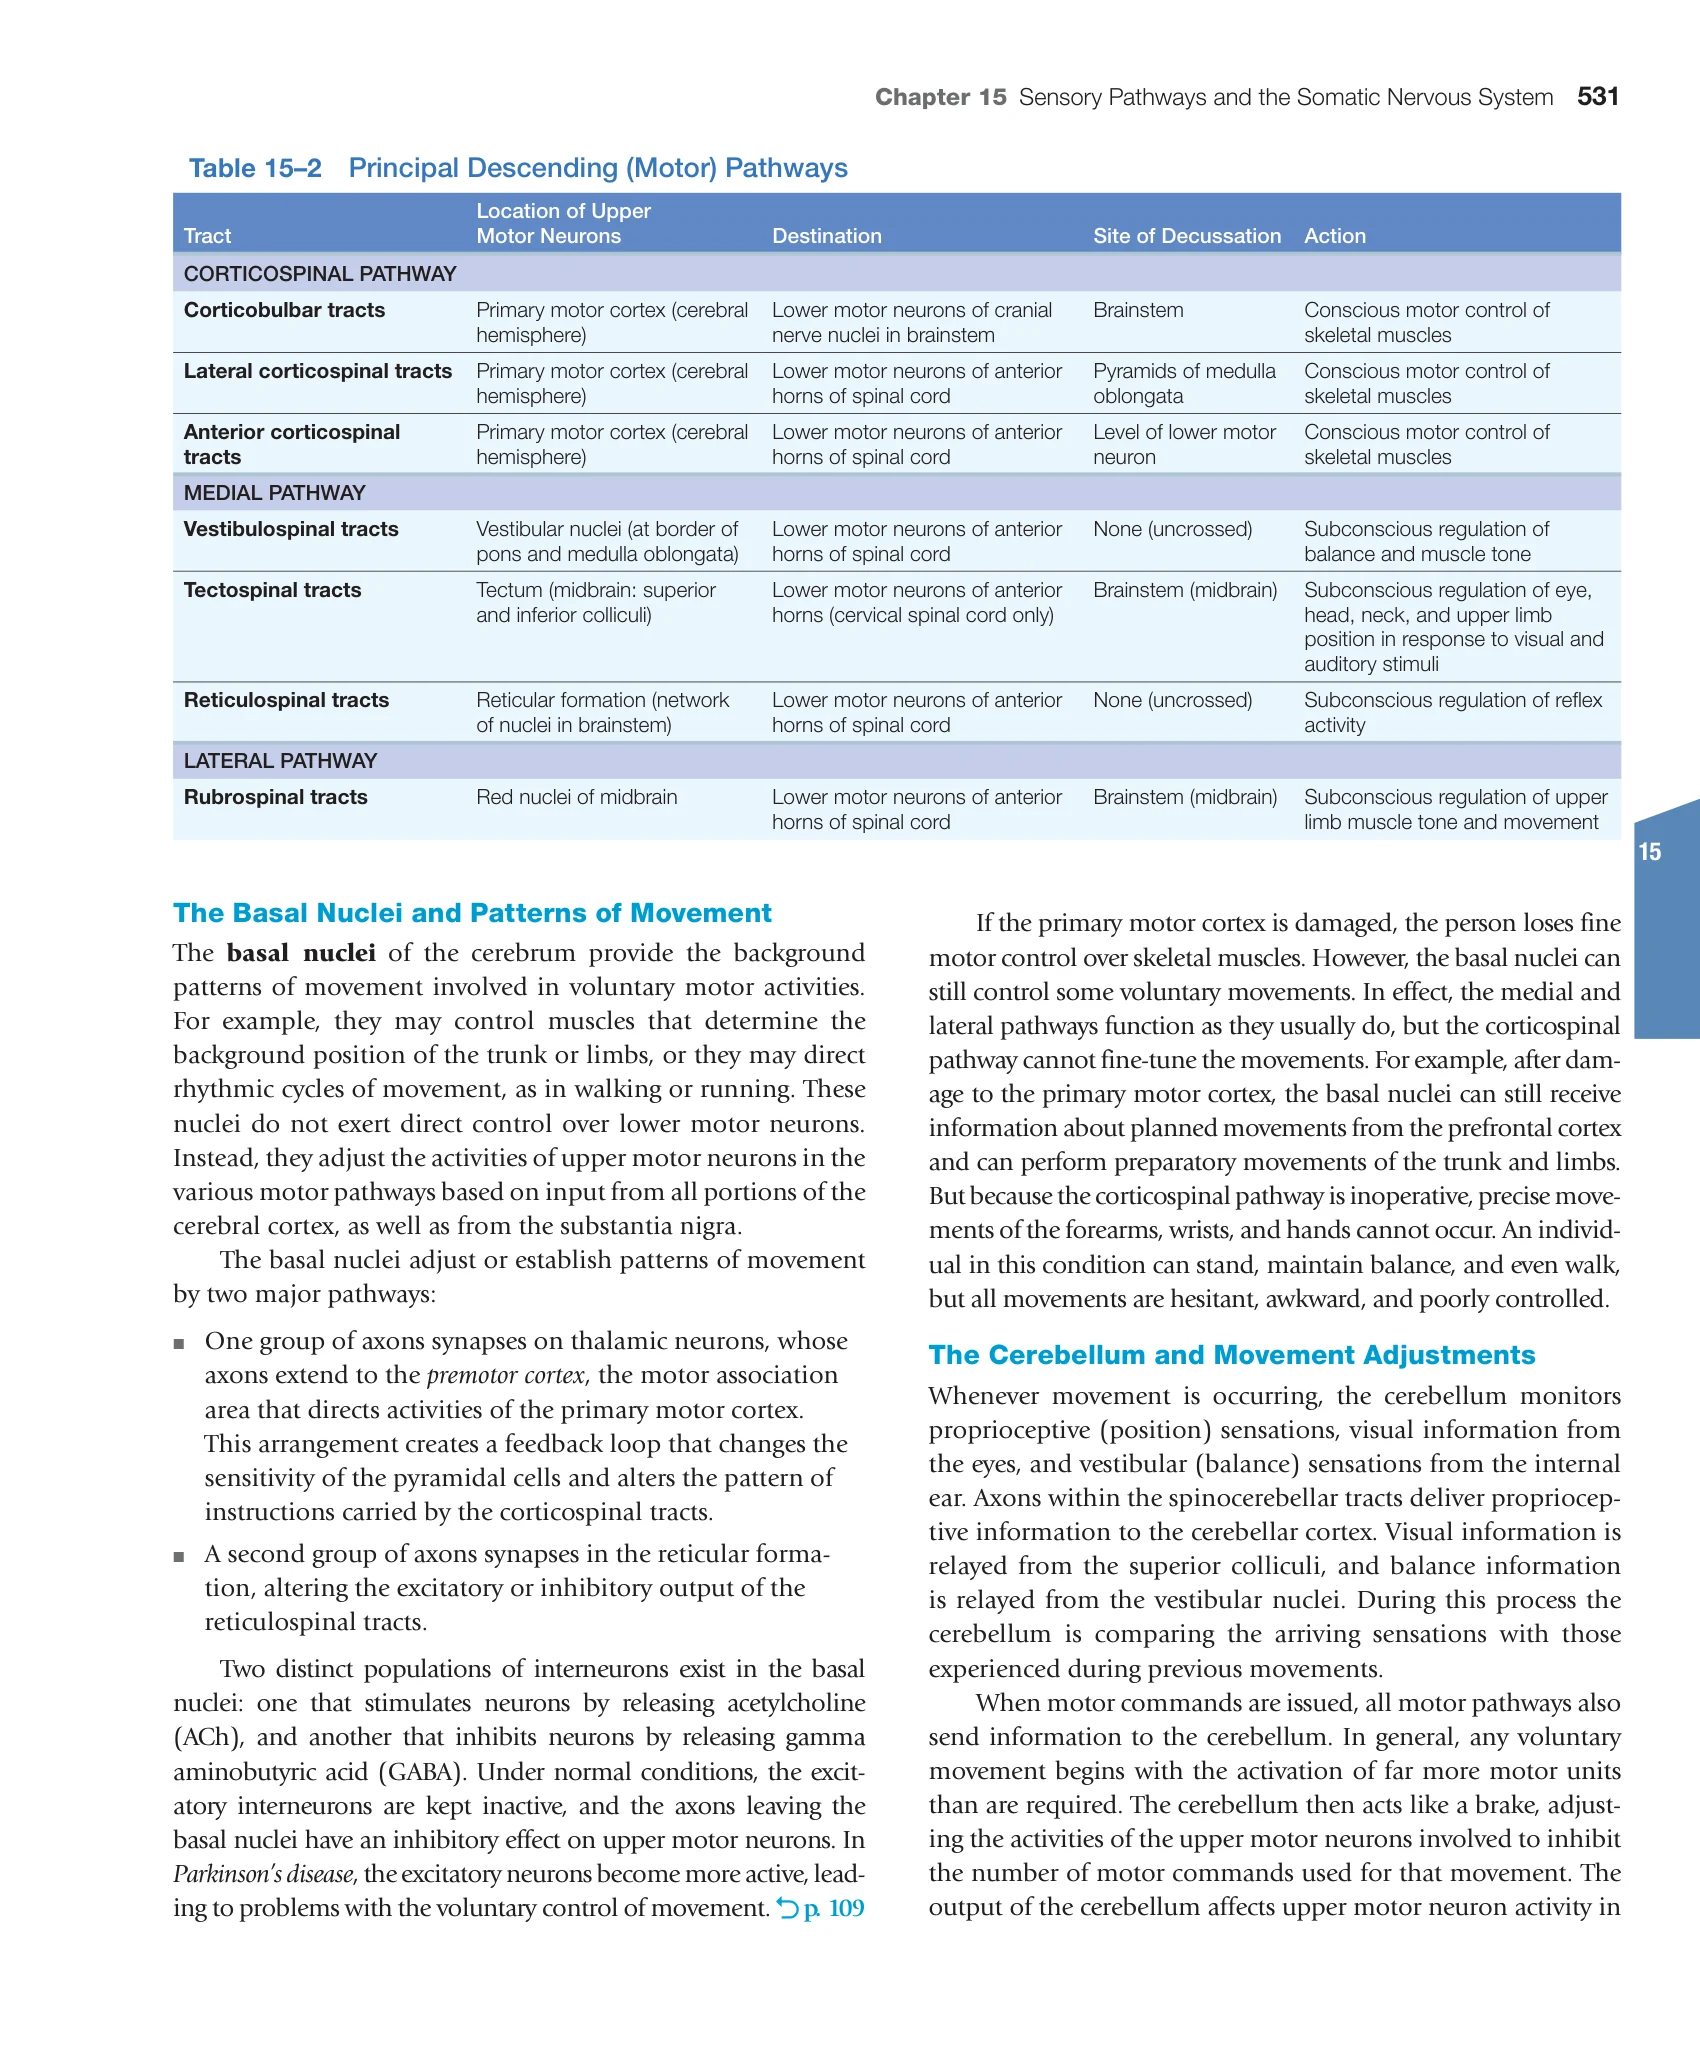 Chapter 15 Sensory Pathways and the Somatic Nervous System 531
Table 15–2 Principal Descending (Motor) Pathways
Tract
Location of Upper
Motor Neurons
Destination
Site of Decussation
Action
CORTICOSPINAL PATHWAY
Corticobulbar tracts
Primary motor cortex (cerebral
hemisphere)
Lower motor neurons of cranial
nerve nuclei in brainstem
Brainstem
Conscious motor control of
skeletal muscles
Lateral corticospinal tracts
Primary motor cortex (cerebral
hemisphere)
Lower motor neurons of anterior
horns of spinal cord
Pyramids of medulla
oblongata
Conscious motor control of
skeletal muscles
Anterior corticospinal
tracts
Primary motor cortex (cerebral
hemisphere)
Lower motor neurons of anterior
horns of spinal cord
Level of lower motor
neuron
Conscious motor control of
skeletal muscles
MEDIAL PATHWAY
Vestibulospinal tracts
Vestibular nuclei (at border of
pons and medulla oblongata)
Lower motor neurons of anterior
horns of spinal cord
None (uncrossed)
Subconscious regulation of
balance and muscle tone
Tectospinal tracts
Tectum (midbrain: superior
and inferior colliculi)
Lower motor neurons of anterior
horns (cervical spinal cord only)
Brainstem (midbrain)
Subconscious regulation of eye,
head, neck, and upper limb
position in response to visual and
auditory stimuli
Reticulospinal tracts
Reticular formation (network
of nuclei in brainstem)
Lower motor neurons of anterior
horns of spinal cord
None (uncrossed)
Subconscious regulation of reflex
activity
LATERAL PATHWAY
Rubrospinal tracts
Red nuclei of midbrain
Lower motor neurons of anterior
horns of spinal cord
Brainstem (midbrain)
Subconscious regulation of upper
limb muscle tone and movement
15
The Basal Nuclei and Patterns of Movement
The basal nuclei of the cerebrum provide the background
patterns of movement involved in voluntary motor activities.
For example, they may control muscles that determine the
background position of the trunk or limbs, or they may direct
rhythmic cycles of movement, as in walking or running. These
nuclei do not exert direct control over lower motor neurons.
Instead, they adjust the activities of upper motor neurons in the
various motor pathways based on input from all portions of the
cerebral cortex, as well as from the substantia nigra.
The basal nuclei adjust or establish patterns of movement
by two major pathways:
■ One group of axons synapses on thalamic neurons, whose
axons extend to the premotor cortex, the motor association
area that directs activities of the primary motor cortex.
This arrangement creates a feedback loop that changes the
sensitivity of the pyramidal cells and alters the pattern of
instructions carried by the corticospinal tracts.
■ A second group of axons synapses in the reticular forma-
tion, altering the excitatory or inhibitory output of the
reticulospinal tracts.
Two distinct populations of interneurons exist in the basal
nuclei: one that stimulates neurons by releasing acetylcholine
(ACh), and another that inhibits neurons by releasing gamma
aminobutyric acid (GABA). Under normal conditions, the excit-
atory interneurons are kept inactive, and the axons leaving the
basal nuclei have an inhibitory effect on upper motor neurons. In
Parkinson's disease, the excitatory neurons become more active, lead-
ing to problems with the voluntary control of movement. ⮌ p. 109
If the primary motor cortex is damaged, the person loses fine
motor control over skeletal muscles. However, the basal nuclei can
still control some voluntary movements. In effect, the medial and
lateral pathways function as they usually do, but the corticospinal
pathway cannot fine-tune the movements. For example, after dam-
age to the primary motor cortex, the basal nuclei can still receive
information about planned movements from the prefrontal cortex
and can perform preparatory movements of the trunk and limbs.
But because the corticospinal pathway is inoperative, precise move-
ments of the forearms, wrists, and hands cannot occur. An individ-
ual in this condition can stand, maintain balance, and even walk,
but all movements are hesitant, awkward, and poorly controlled.
The Cerebellum and Movement Adjustments
Whenever movement is occurring, the cerebellum monitors
proprioceptive (position) sensations, visual information from
the eyes, and vestibular (balance) sensations from the internal
ear. Axons within the spinocerebellar tracts deliver propriocep-
tive information to the cerebellar cortex. Visual information is
relayed from the superior colliculi, and balance information
is relayed from the vestibular nuclei. During this process the
cerebellum is comparing the arriving sensations with those
experienced during previous movements.
When motor commands are issued, all motor pathways also
send information to the cerebellum. In general, any voluntary
movement begins with the activation of far more motor units
than are required. The cerebellum then acts like a brake, adjust-
ing the activities of the upper motor neurons involved to inhibit
the number of motor commands used for that movement. The
output of the cerebellum affects upper motor neuron activity in